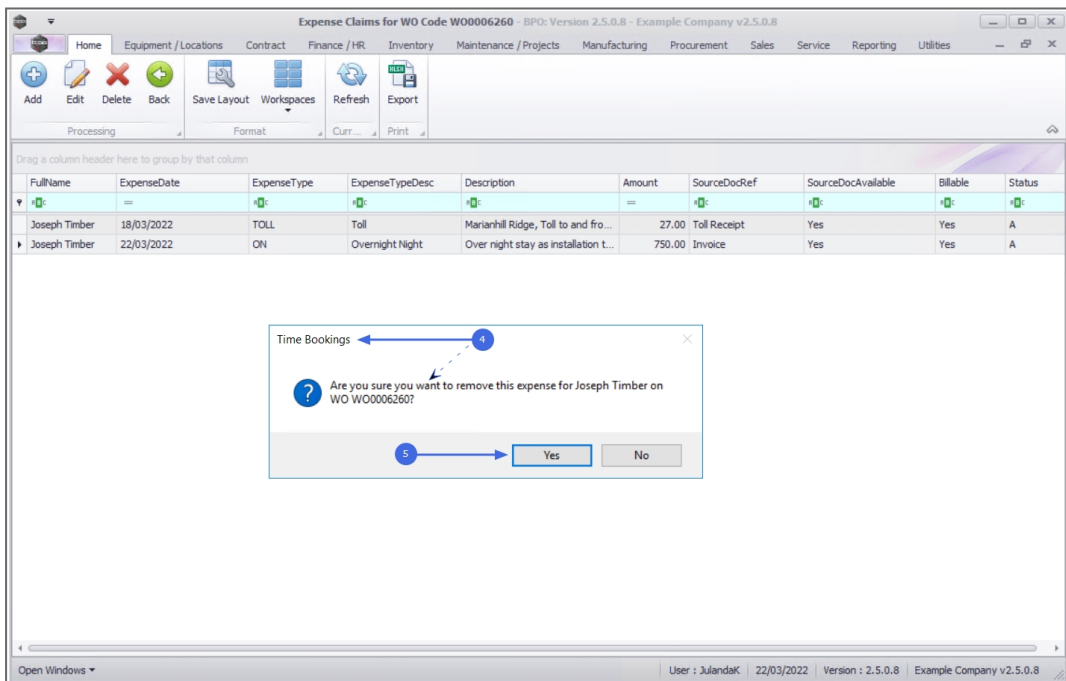 Expense Claims for WO Code WO0006260 - BPO: Version 2.5.0.8 - Example Company v2.5.0.8
Home Equipment / Locations Contract Finance / HR Inventory Maintenance / Projects Manufacturing Procurement Sales Service Reporting Utilities
Add Edit Delete Back Save Layout Workspaces Refresh Export
Processing Format Curr... Print
Drag a column header here to group by that column
FullName ExpenseDate ExpenseType ExpenseTypeDesc Description Amount SourceDocRef SourceDocAvailable Billable Status
Joseph Timber 18/03/2022 TOLL Toll Marianhill Ridge, Toll to and fro... 27.00 Toll Receipt Yes Yes A
Joseph Timber 22/03/2022 ON Overnight Night Over night stay as installation t... 750.00 Invoice Yes Yes A
Time Bookings 4
Are you sure you want to remove this expense for Joseph Timber on
WO WO0006260?
5 Yes No
Open Windows User : JulandaK 22/03/2022 Version : 2.5.0.8 Example Company v2.5.0.8